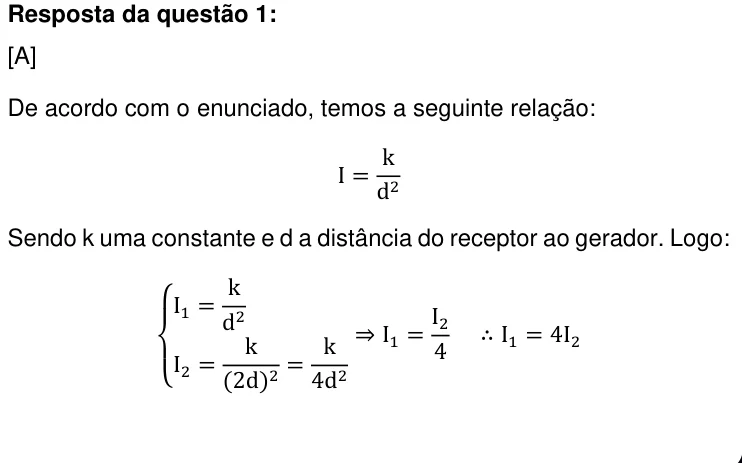 Resposta da questão 1:
[A]
De acordo com o enunciado, temos a seguinte relação:
I = k/d²
Sendo k uma constante e d a distância do receptor ao gerador. Logo:
{ I₁ = k/d²
I₂ = k/(2d)² = k/4d² ⇒ I₁ = I₂/4 ∴ I₁ = 4I₂